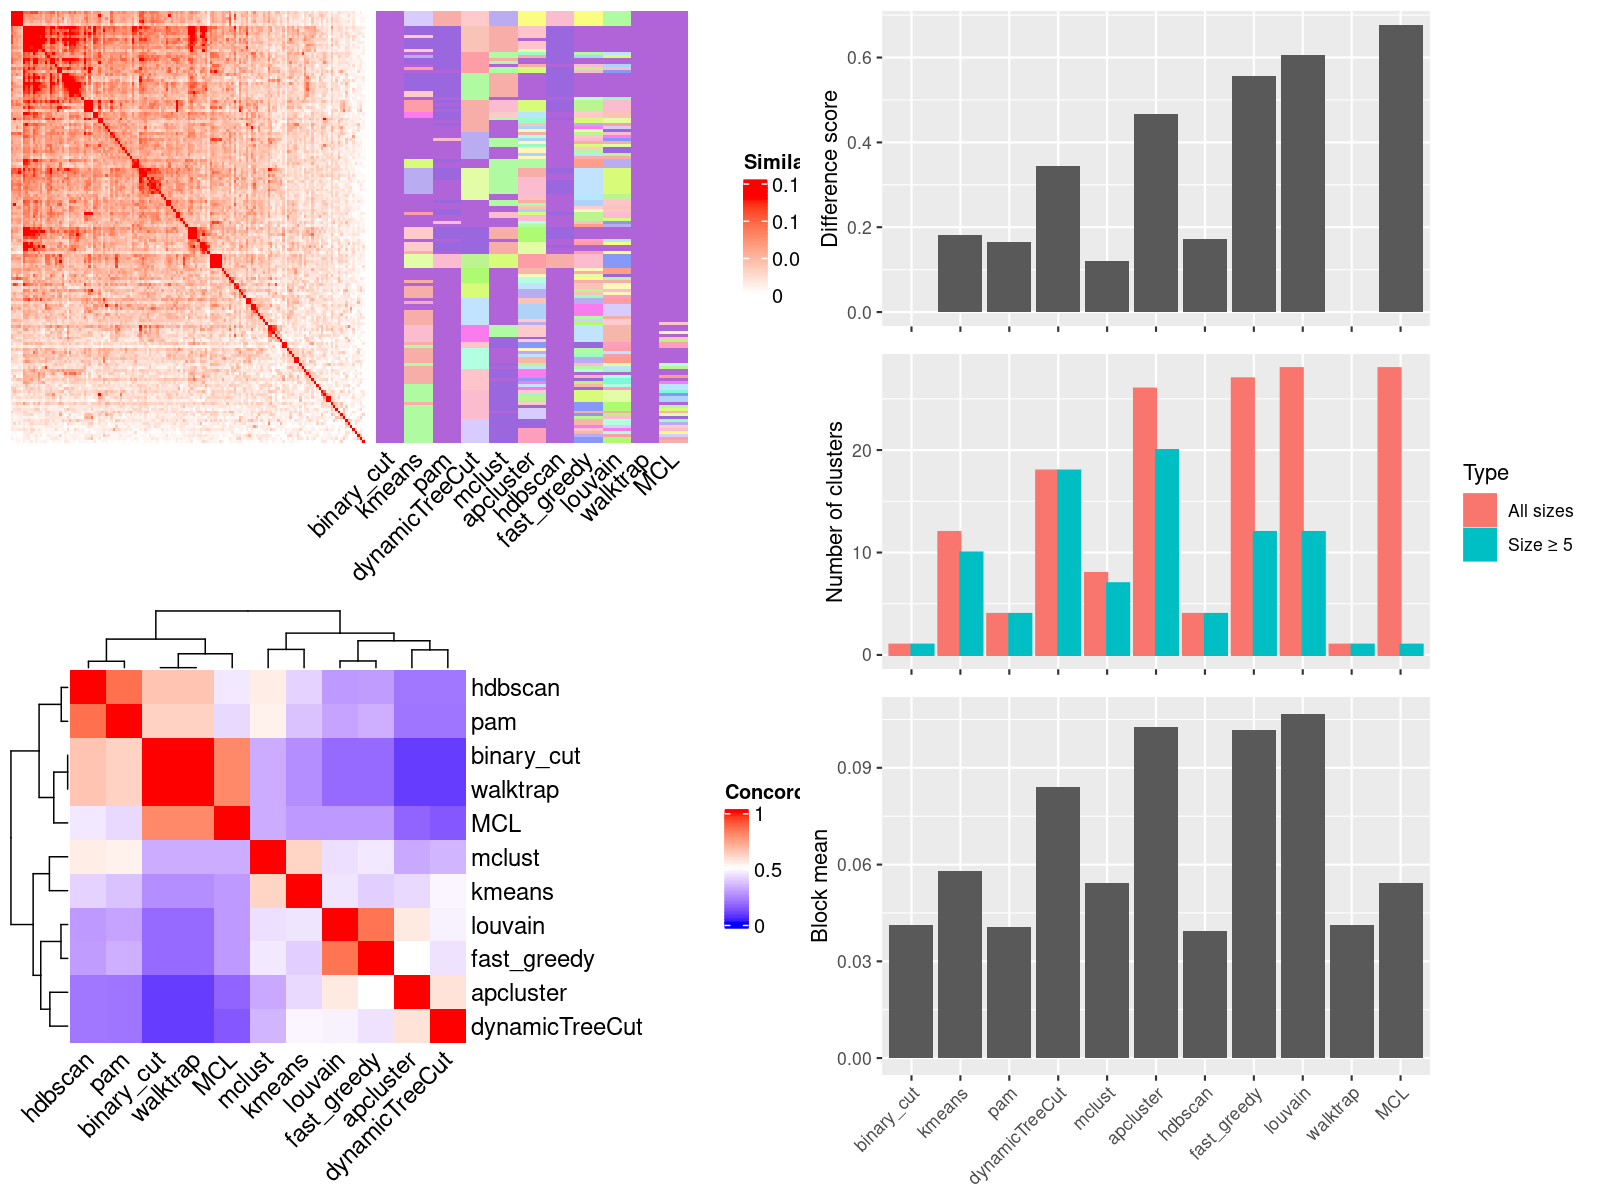 Simila
0.1
0.1
0.0
0
binary_cut
kmeans
pam
dynamicTreeCut
mclust
apcluster
hdbscan
fast_greedy
louvain
walktrap
MCL
hdbscan
pam
binary_cut
walktrap
MCL
mclust
kmeans
louvain
fast_greedy
apcluster
dynamicTreeCut
Concord
1
0.5
0
hdbscan
pam
binary_cut
walktrap
MCL
mclust
kmeans
louvain
fast_greedy
apcluster
dynamicTreeCut
Difference score
0.6
0.4
0.2
0.0
Number of clusters
20
10
0
Type
All sizes
Size ≥ 5
Block mean
0.09
0.06
0.03
0.00
binary_cut
kmeans
pam
dynamicTreeCut
mclust
apcluster
hdbscan
fast_greedy
louvain
walktrap
MCL